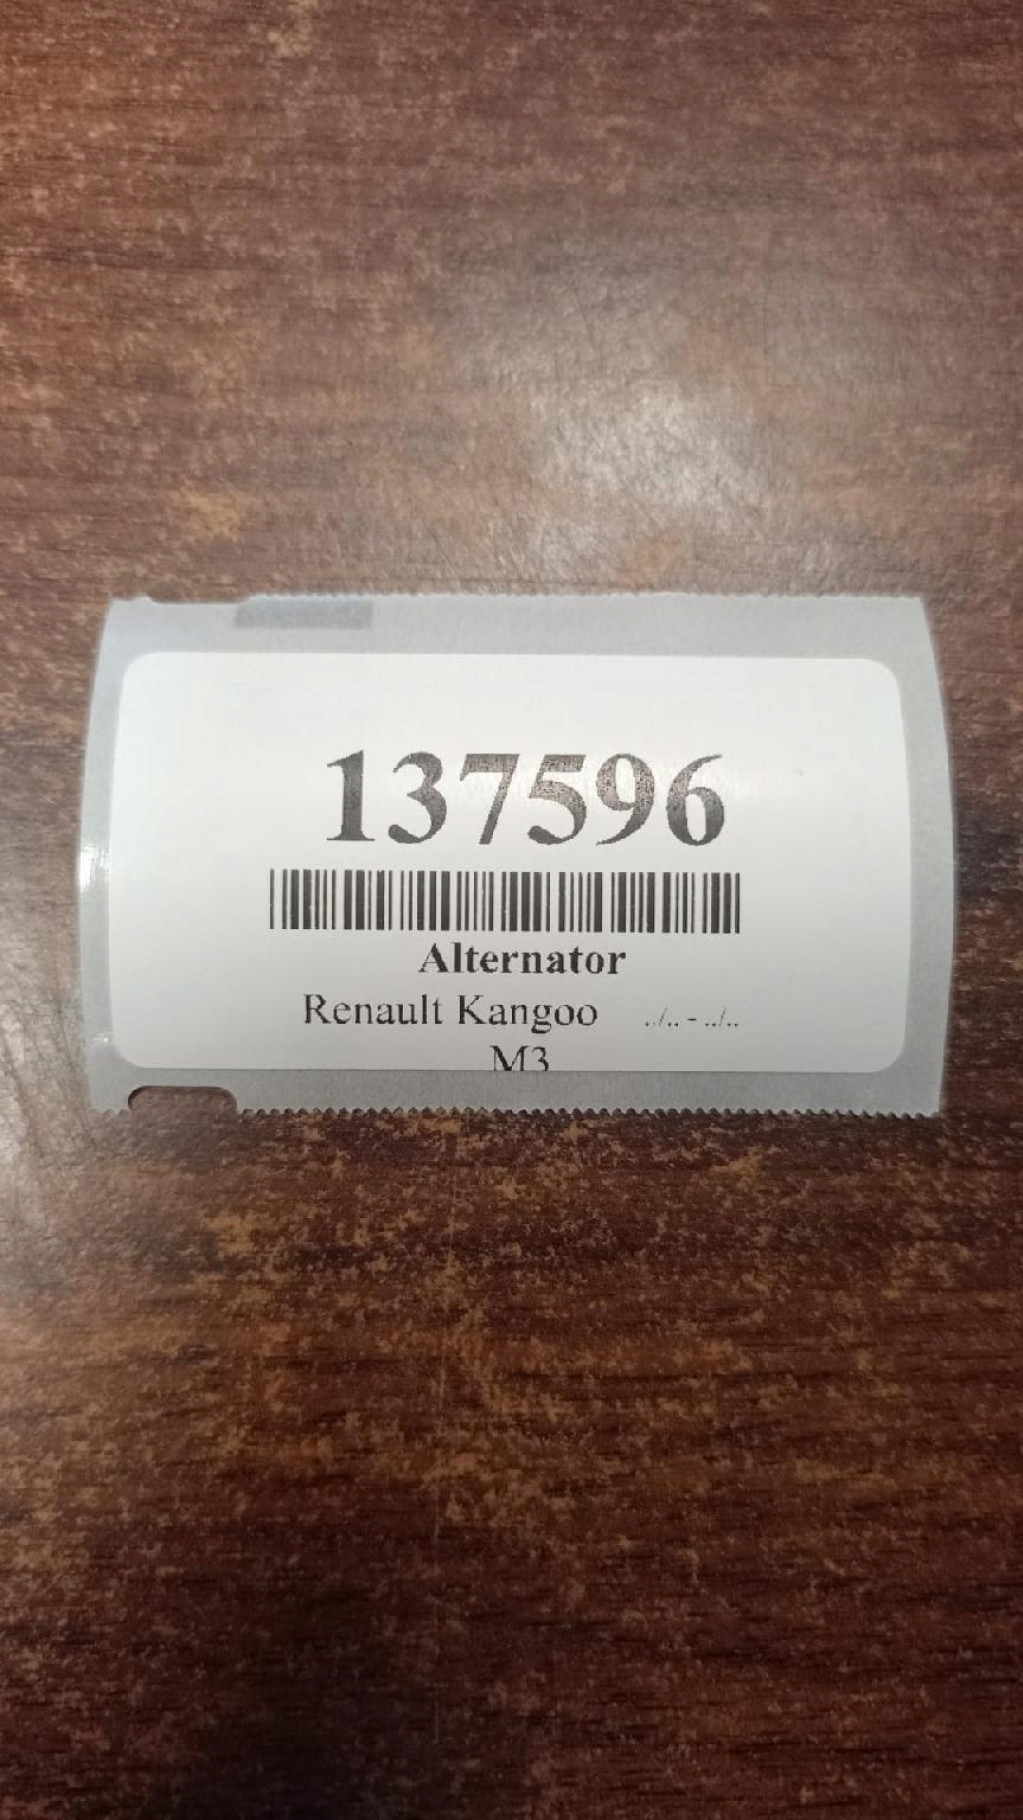 137596
Alternator
Renault Kangoo ../.. - ../..
M3